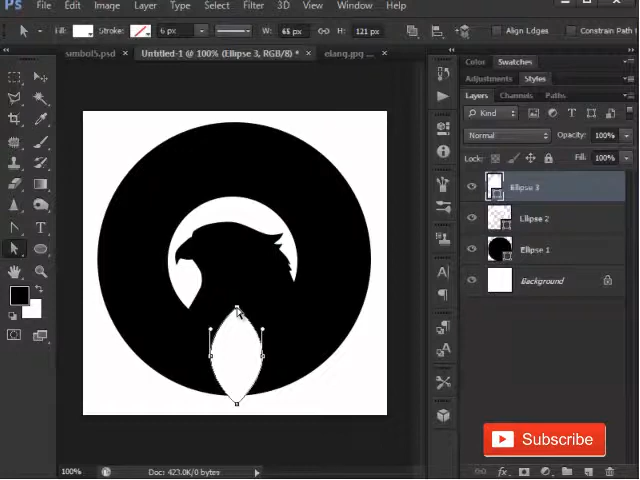 Ps File Edit Image Layer Type Select Filter 3D View Window Help
Fill: Stroke: 6 px W: 65 px H: 121 px Align Edges Constrain Path
simbol5.psd × Untitled-1 @ 100% (Ellipse 3, RGB/8) * × elang.jpg ... ×
Color Swatches
Adjustments Styles
Layers Channels Paths
Kind
Normal Opacity: 100%
Lock: Fill: 100%
Ellipse 3
Ellipse 2
Ellipse 1
Background
Subscribe
100% Doc: 423.0K/0 bytes
fx